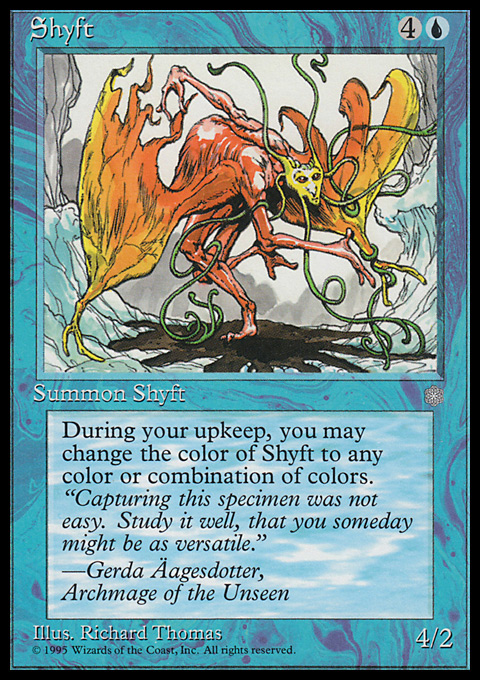 Shyft 4
Summon Shyft
During your upkeep, you may
change the color of Shyft to any
color or combination of colors.
“Capturing this specimen was not
easy. Study it well, that you someday
might be as versatile.”
—Gerda Äagesdotter,
Archmage of the Unseen
Illus. Richard Thomas 4/2
© 1995 Wizards of the Coast, Inc. All rights reserved.